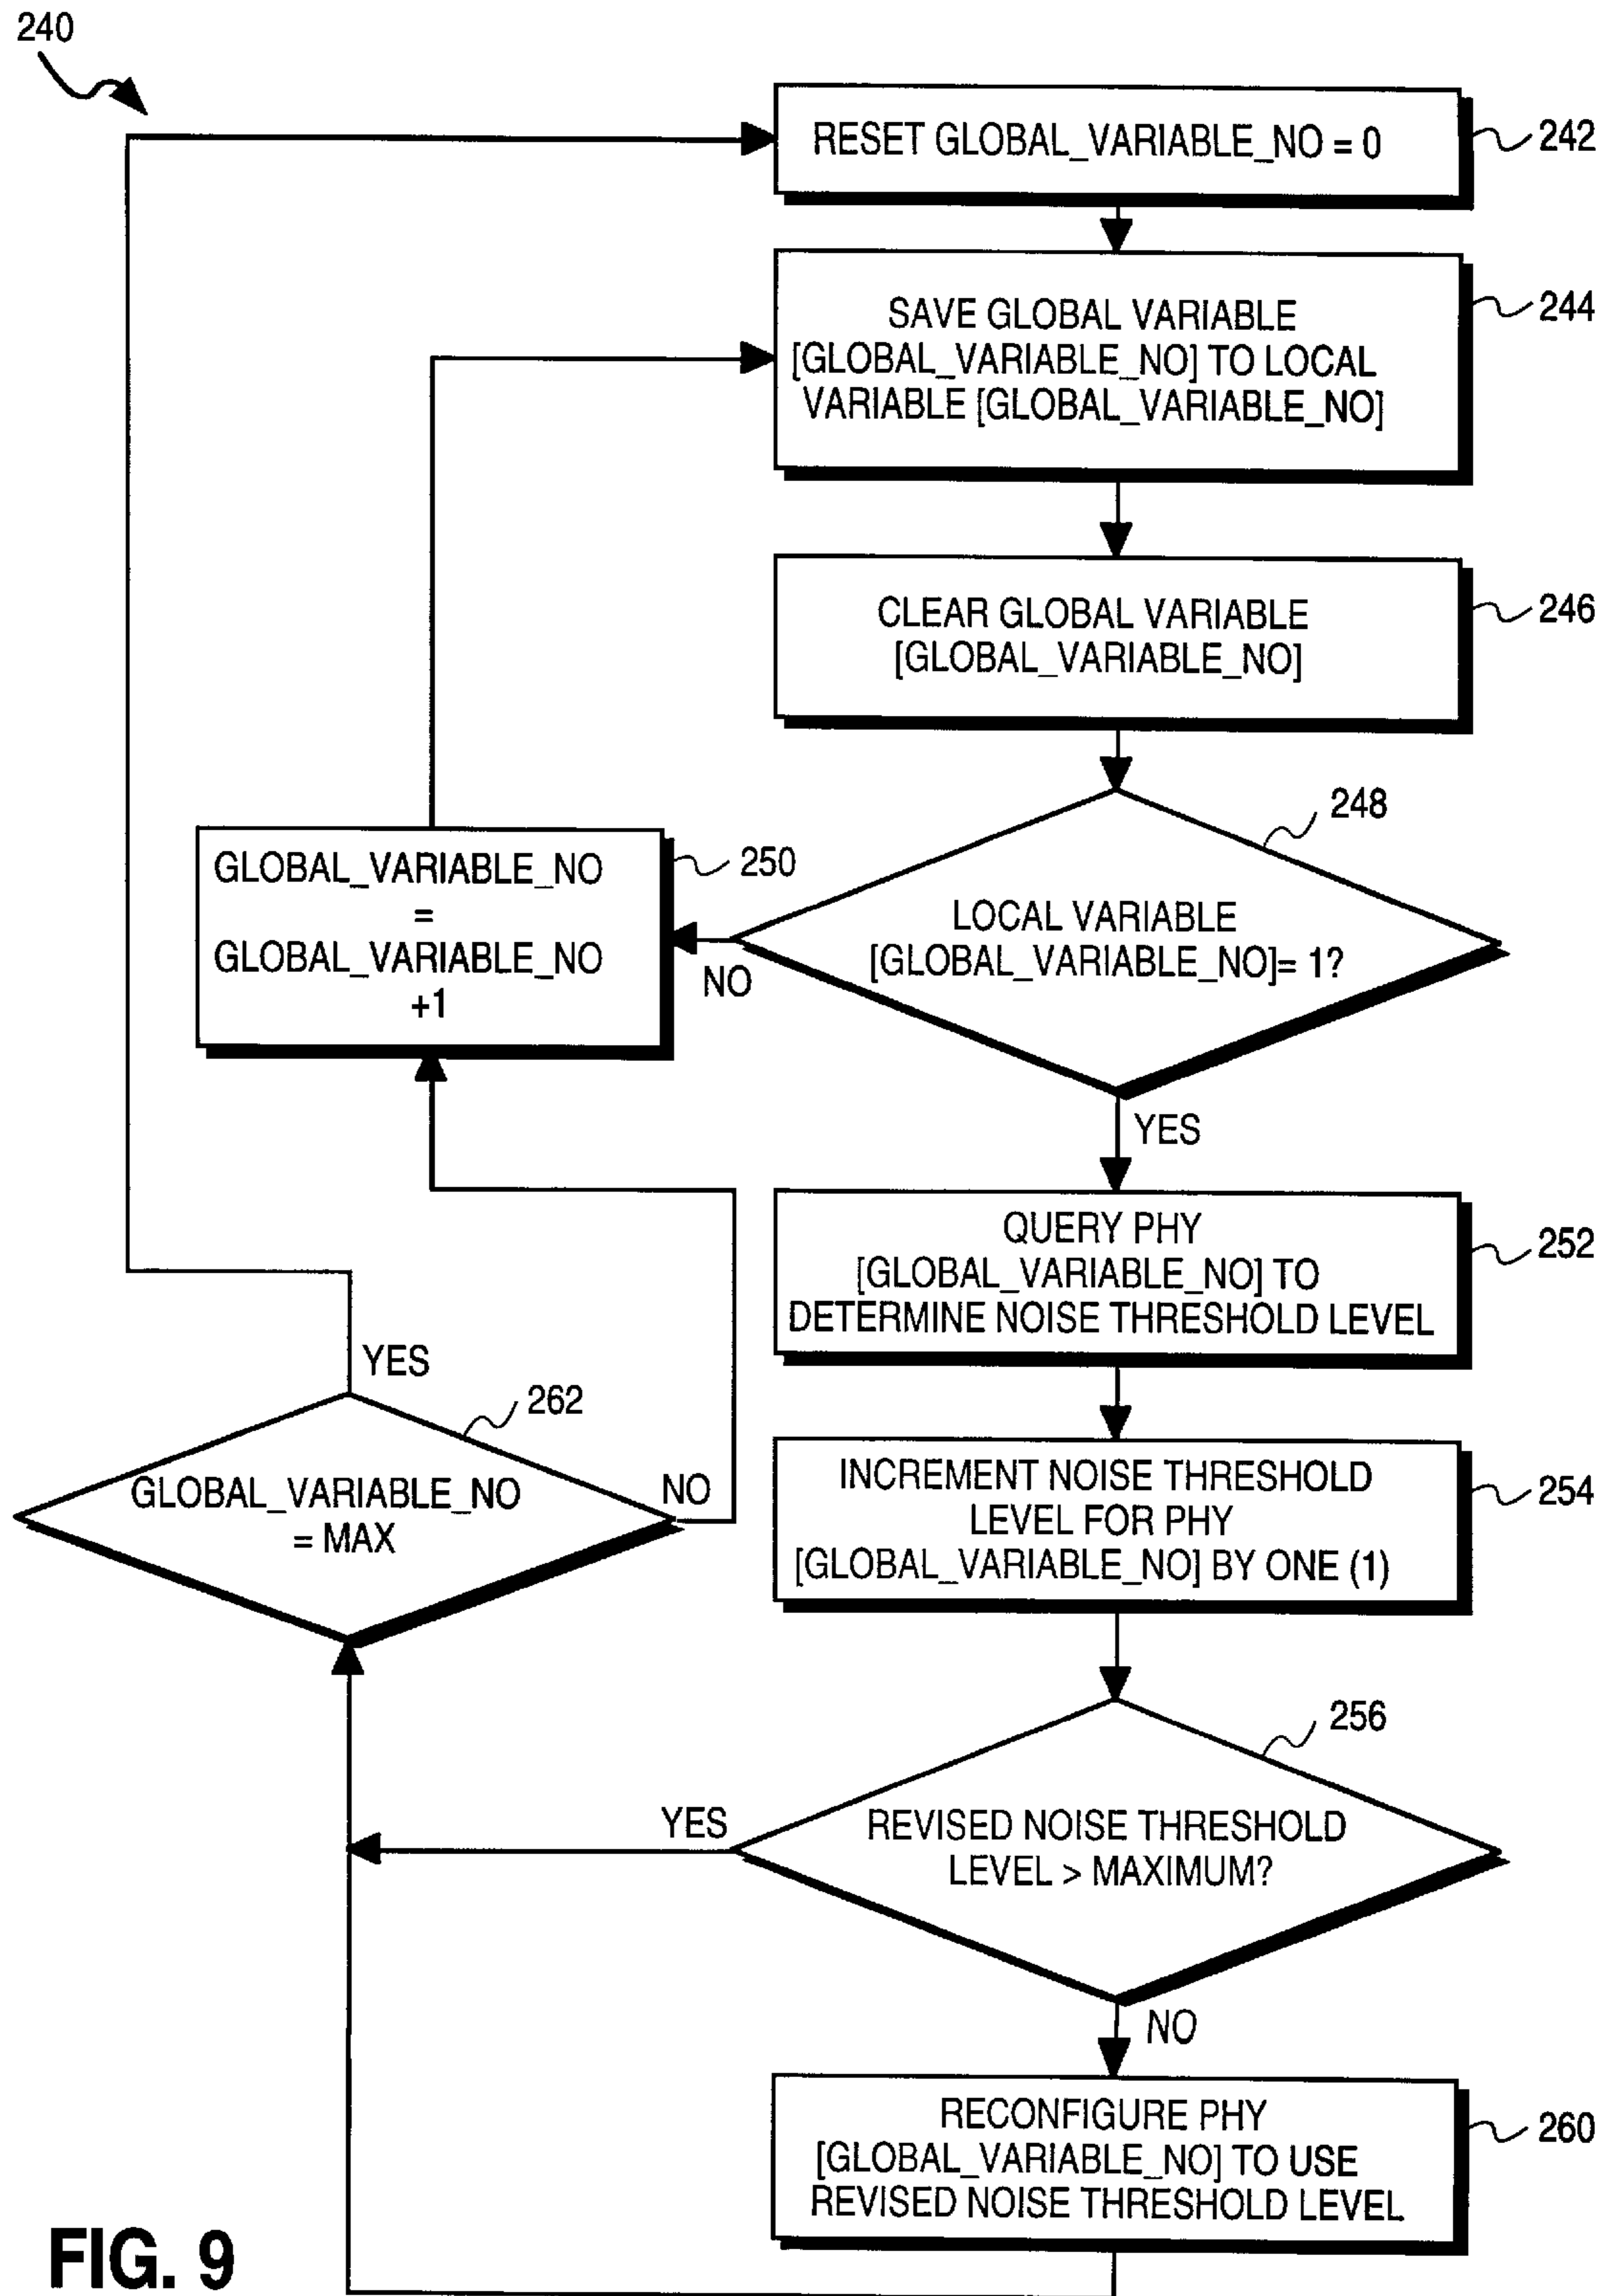 240
RESET GLOBAL_VARIABLE_NO = 0
242
SAVE GLOBAL VARIABLE
[GLOBAL_VARIABLE_NO] TO LOCAL
VARIABLE [GLOBAL_VARIABLE_NO]
244
CLEAR GLOBAL VARIABLE
[GLOBAL_VARIABLE_NO]
246
248
LOCAL VARIABLE
[GLOBAL_VARIABLE_NO]= 1?
NO
YES
GLOBAL_VARIABLE_NO
=
GLOBAL_VARIABLE_NO
+1
250
QUERY PHY
[GLOBAL_VARIABLE_NO] TO
DETERMINE NOISE THRESHOLD LEVEL
252
INCREMENT NOISE THRESHOLD
LEVEL FOR PHY
[GLOBAL_VARIABLE_NO] BY ONE (1)
254
YES
262
GLOBAL_VARIABLE_NO
= MAX
NO
256
REVISED NOISE THRESHOLD
LEVEL > MAXIMUM?
YES
NO
RECONFIGURE PHY
[GLOBAL_VARIABLE_NO] TO USE
REVISED NOISE THRESHOLD LEVEL
260
FIG. 9